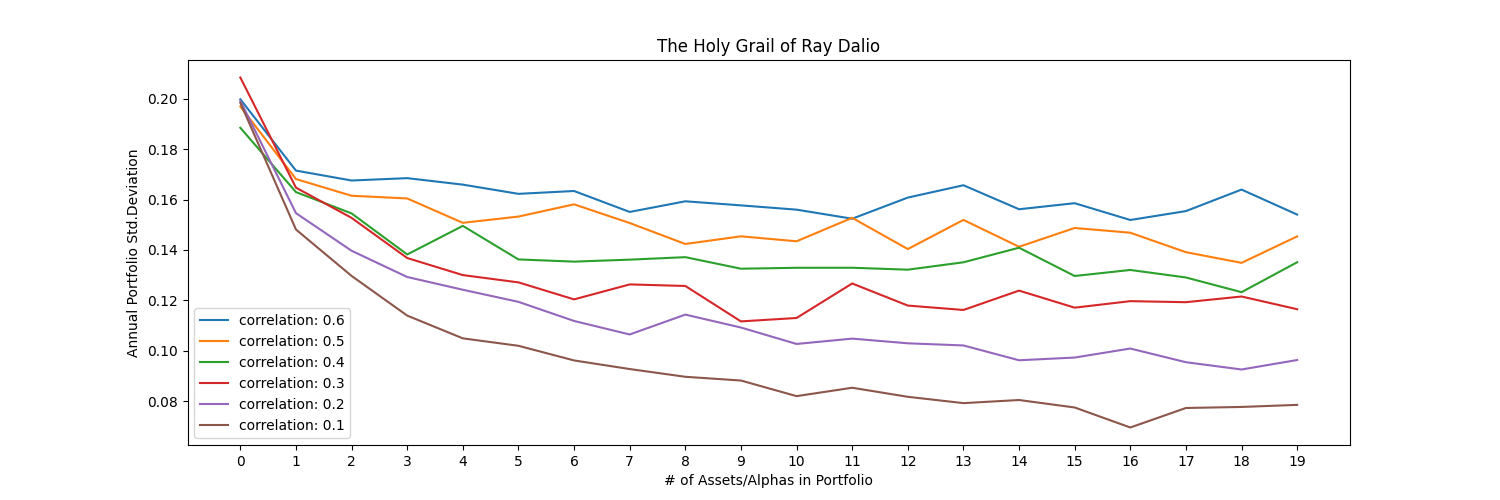 The Holy Grail of Ray Dalio
Annual Portfolio Std.Deviation
0.20
0.18
0.16
0.14
0.12
0.10
0.08
correlation: 0.6
correlation: 0.5
correlation: 0.4
correlation: 0.3
correlation: 0.2
correlation: 0.1
0 1 2 3 4 5 6 7 8 9 10 11 12 13 14 15 16 17 18 19
# of Assets/Alphas in Portfolio